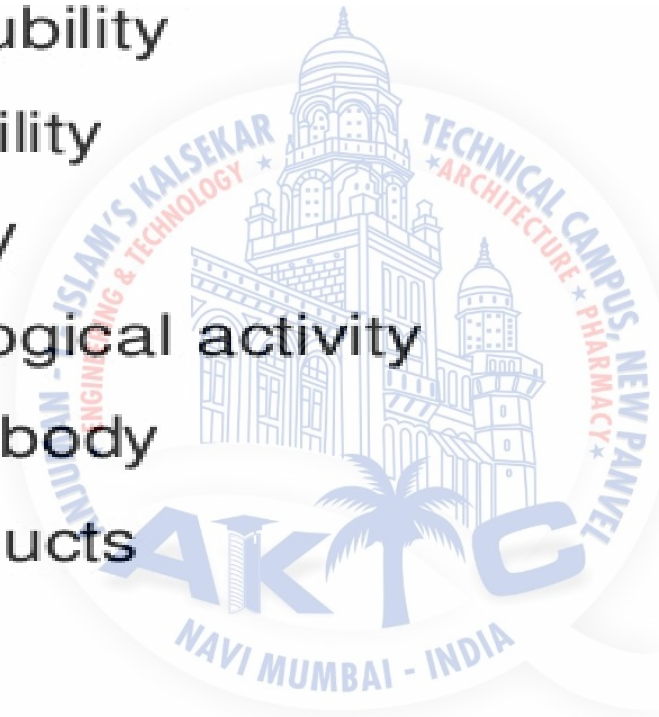 ubility
ility
y
ogical activity
body
ucts
ANJUMAN - I - ISLAM'S KALSEKAR TECHNICAL CAMPUS, NEW PANVEL
ENGINEERING & TECHNOLOGY ★ ★ ARCHITECTURE ★ PHARMACY ★
AKTC
NAVI MUMBAI - INDIA